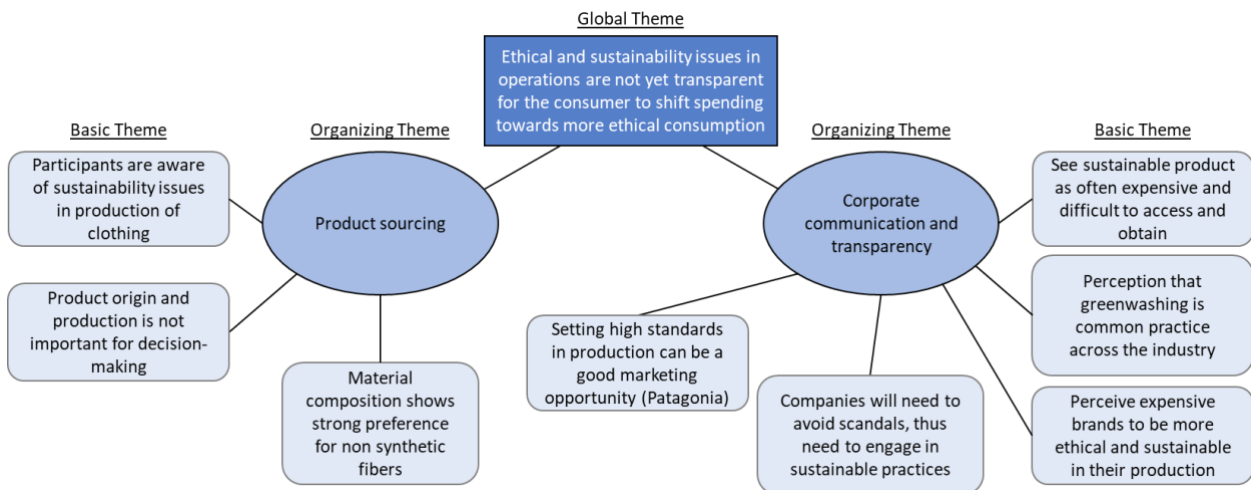 Global Theme
Ethical and sustainability issues in
operations are not yet transparent
for the consumer to shift spending
towards more ethical consumption
Basic Theme
Organizing Theme
Organizing Theme
Basic Theme
Participants are aware
of sustainability issues
in production of
clothing
Product sourcing
Corporate
communication and
transparency
See sustainable product
as often expensive and
difficult to access and
obtain
Product origin and
production is not
important for decision-
making
Material
composition shows
strong preference
for non synthetic
fibers
Setting high standards
in production can be a
good marketing
opportunity (Patagonia)
Companies will need to
avoid scandals, thus
need to engage in
sustainable practices
Perception that
greenwashing is
common practice
across the industry
Perceive expensive
brands to be more
ethical and sustainable
in their production